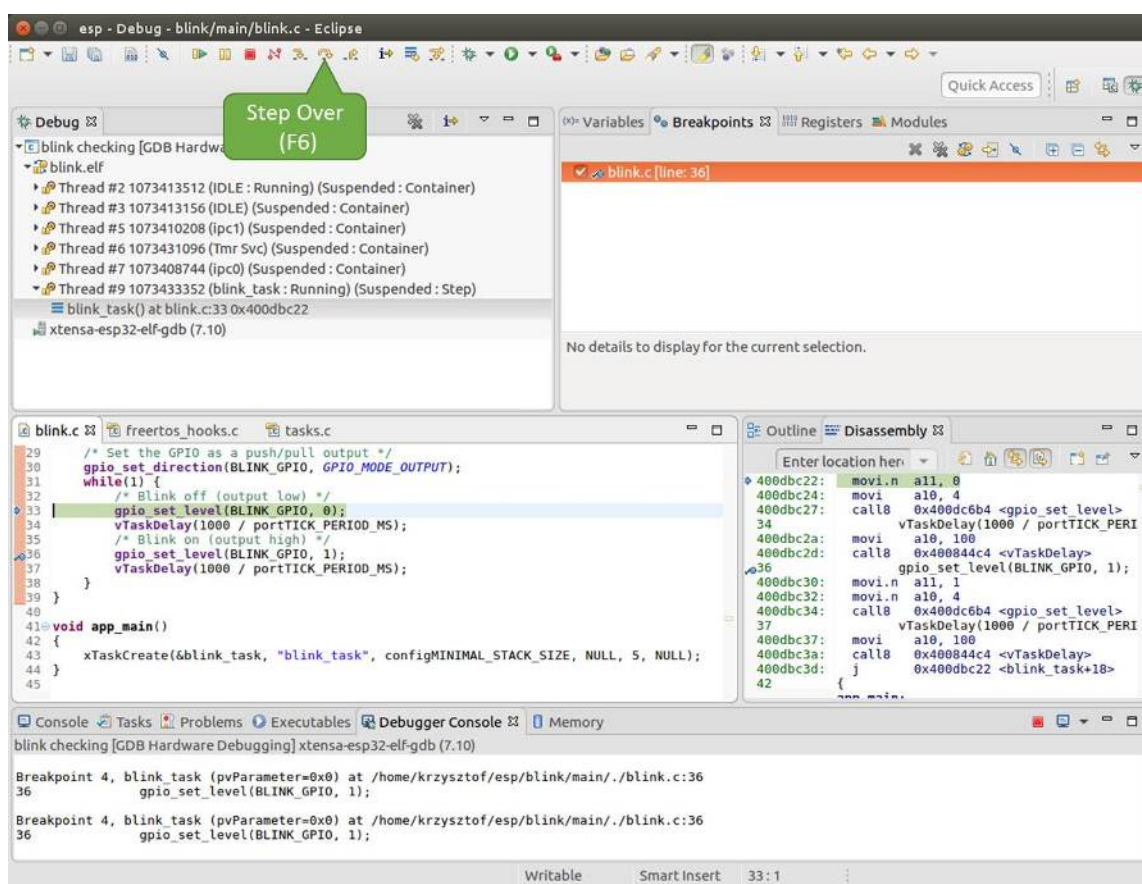 esp - Debug - blink/main/blink.c - Eclipse
Quick Access
Step Over
(F6)
Debug
blink checking [GDB Hardwa
blink.elf
Thread #2 1073413512 (IDLE : Running) (Suspended : Container)
Thread #3 1073413156 (IDLE) (Suspended : Container)
Thread #5 1073410208 (ipc1) (Suspended : Container)
Thread #6 1073431096 (Tmr Svc) (Suspended : Container)
Thread #7 1073408744 (ipc0) (Suspended : Container)
Thread #9 1073433352 (blink_task : Running) (Suspended : Step)
blink_task() at blink.c:33 0x400dbc22
xtensa-esp32-elf-gdb (7.10)
(x)= Variables Breakpoints Registers Modules
blink.c [line: 36]
No details to display for the current selection.
blink.c freertos_hooks.c tasks.c
29 /* Set the GPIO as a push/pull output */
30 gpio_set_direction(BLINK_GPIO, GPIO_MODE_OUTPUT);
31 while(1) {
32 /* Blink off (output low) */
33 gpio_set_level(BLINK_GPIO, 0);
34 vTaskDelay(1000 / portTICK_PERIOD_MS);
35 /* Blink on (output high) */
36 gpio_set_level(BLINK_GPIO, 1);
37 vTaskDelay(1000 / portTICK_PERIOD_MS);
38 }
39 }
40
41 void app_main()
42 {
43 xTaskCreate(&blink_task, "blink_task", configMINIMAL_STACK_SIZE, NULL, 5, NULL);
44 }
45
Outline Disassembly
Enter location her
400dbc22: movi.n a11, 0
400dbc24: movi a10, 4
400dbc27: call8 0x400dc6b4 <gpio_set_level>
34 vTaskDelay(1000 / portTICK_PERI
400dbc2a: movi a10, 100
400dbc2d: call8 0x400844c4 <vTaskDelay>
36 gpio_set_level(BLINK_GPIO, 1);
400dbc30: movi.n a11, 1
400dbc32: movi.n a10, 4
400dbc34: call8 0x400dc6b4 <gpio_set_level>
37 vTaskDelay(1000 / portTICK_PERI
400dbc37: movi a10, 100
400dbc3a: call8 0x400844c4 <vTaskDelay>
400dbc3d: j 0x400dbc22 <blink_task+18>
42 {
app_main:
Console Tasks Problems Executables Debugger Console Memory
blink checking [GDB Hardware Debugging] xtensa-esp32-elf-gdb (7.10)
Breakpoint 4, blink_task (pvParameter=0x0) at /home/krzysztof/esp/blink/main/./blink.c:36
36 gpio_set_level(BLINK_GPIO, 1);
Breakpoint 4, blink_task (pvParameter=0x0) at /home/krzysztof/esp/blink/main/./blink.c:36
36 gpio_set_level(BLINK_GPIO, 1);
Writable Smart Insert 33 : 1